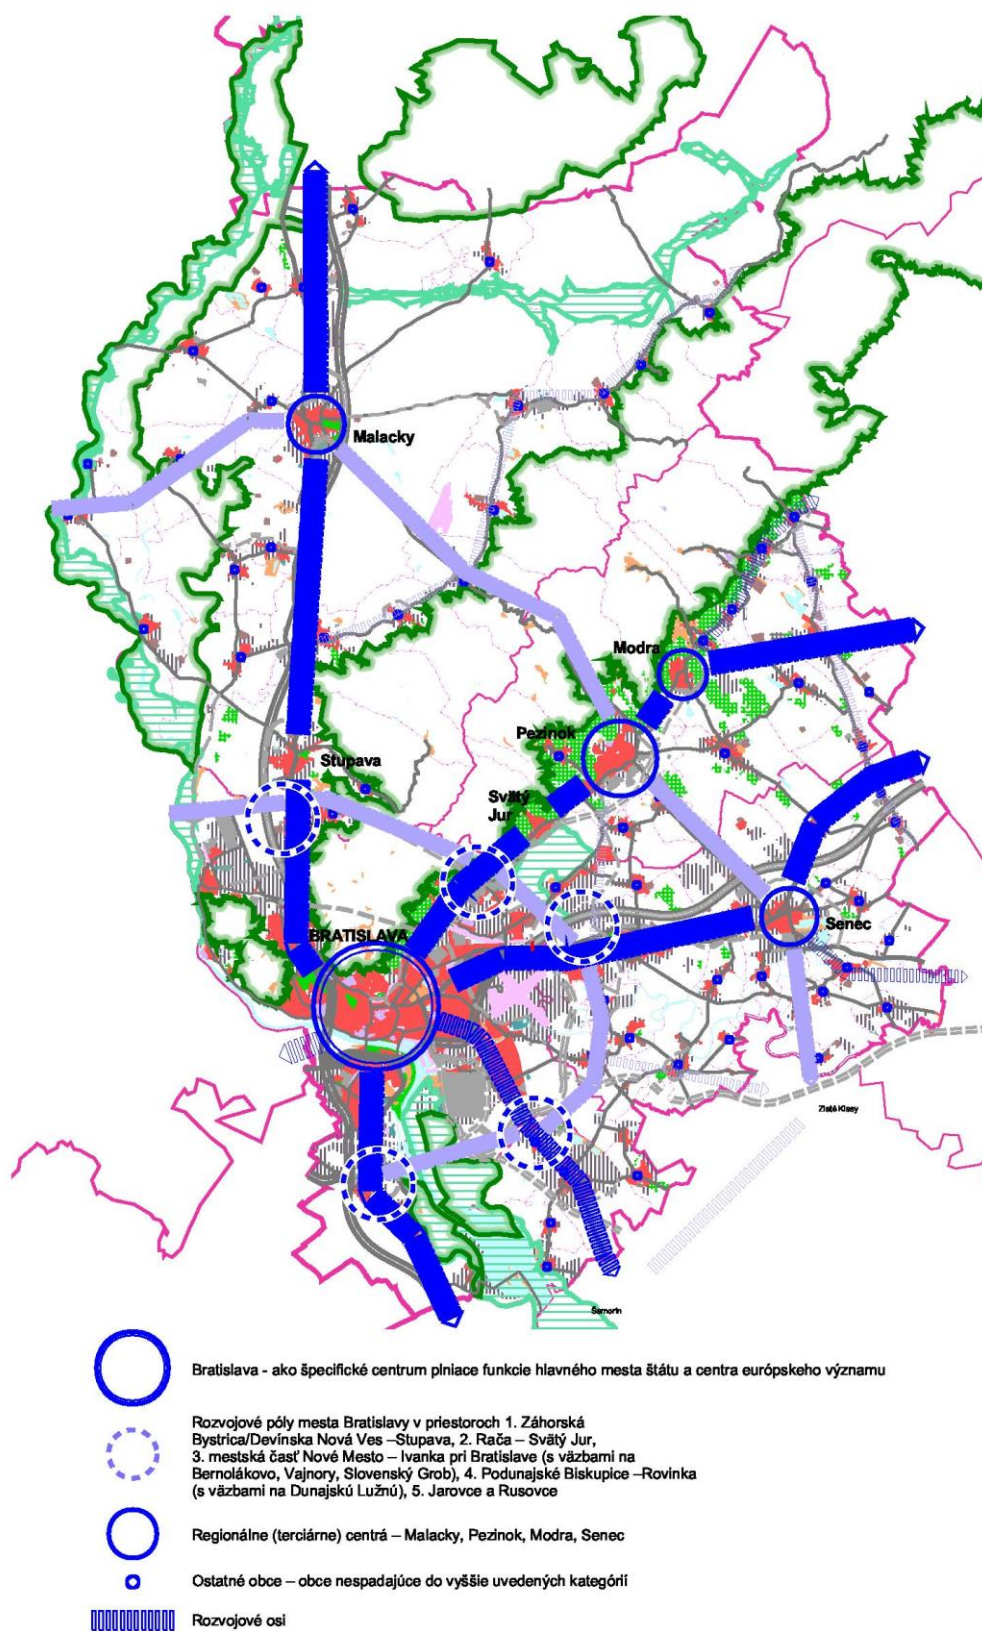 Malacky
Modra
Pezinok
Stupava
Svätý
Jur
BRATISLAVA
Senec
Zlaté Klasy
Šamorín
Bratislava - ako špecifické centrum plniace funkcie hlavného mesta štátu a centra európskeho významu
Rozvojové póly mesta Bratislavy v priestoroch 1. Záhorská
Bystrica/Devínska Nová Ves –Stupava, 2. Rača – Svätý Jur,
3. mestská časť Nové Mesto – Ivanka pri Bratislave (s väzbami na
Bernolákovo, Vajnory, Slovenský Grob), 4. Podunajské Biskupice –Rovinka
(s väzbami na Dunajskú Lužnú), 5. Jarovce a Rusovce
Regionálne (terciárne) centrá – Malacky, Pezinok, Modra, Senec
Ostatné obce – obce nespadajúce do vyššie uvedených kategórií
Rozvojové osi